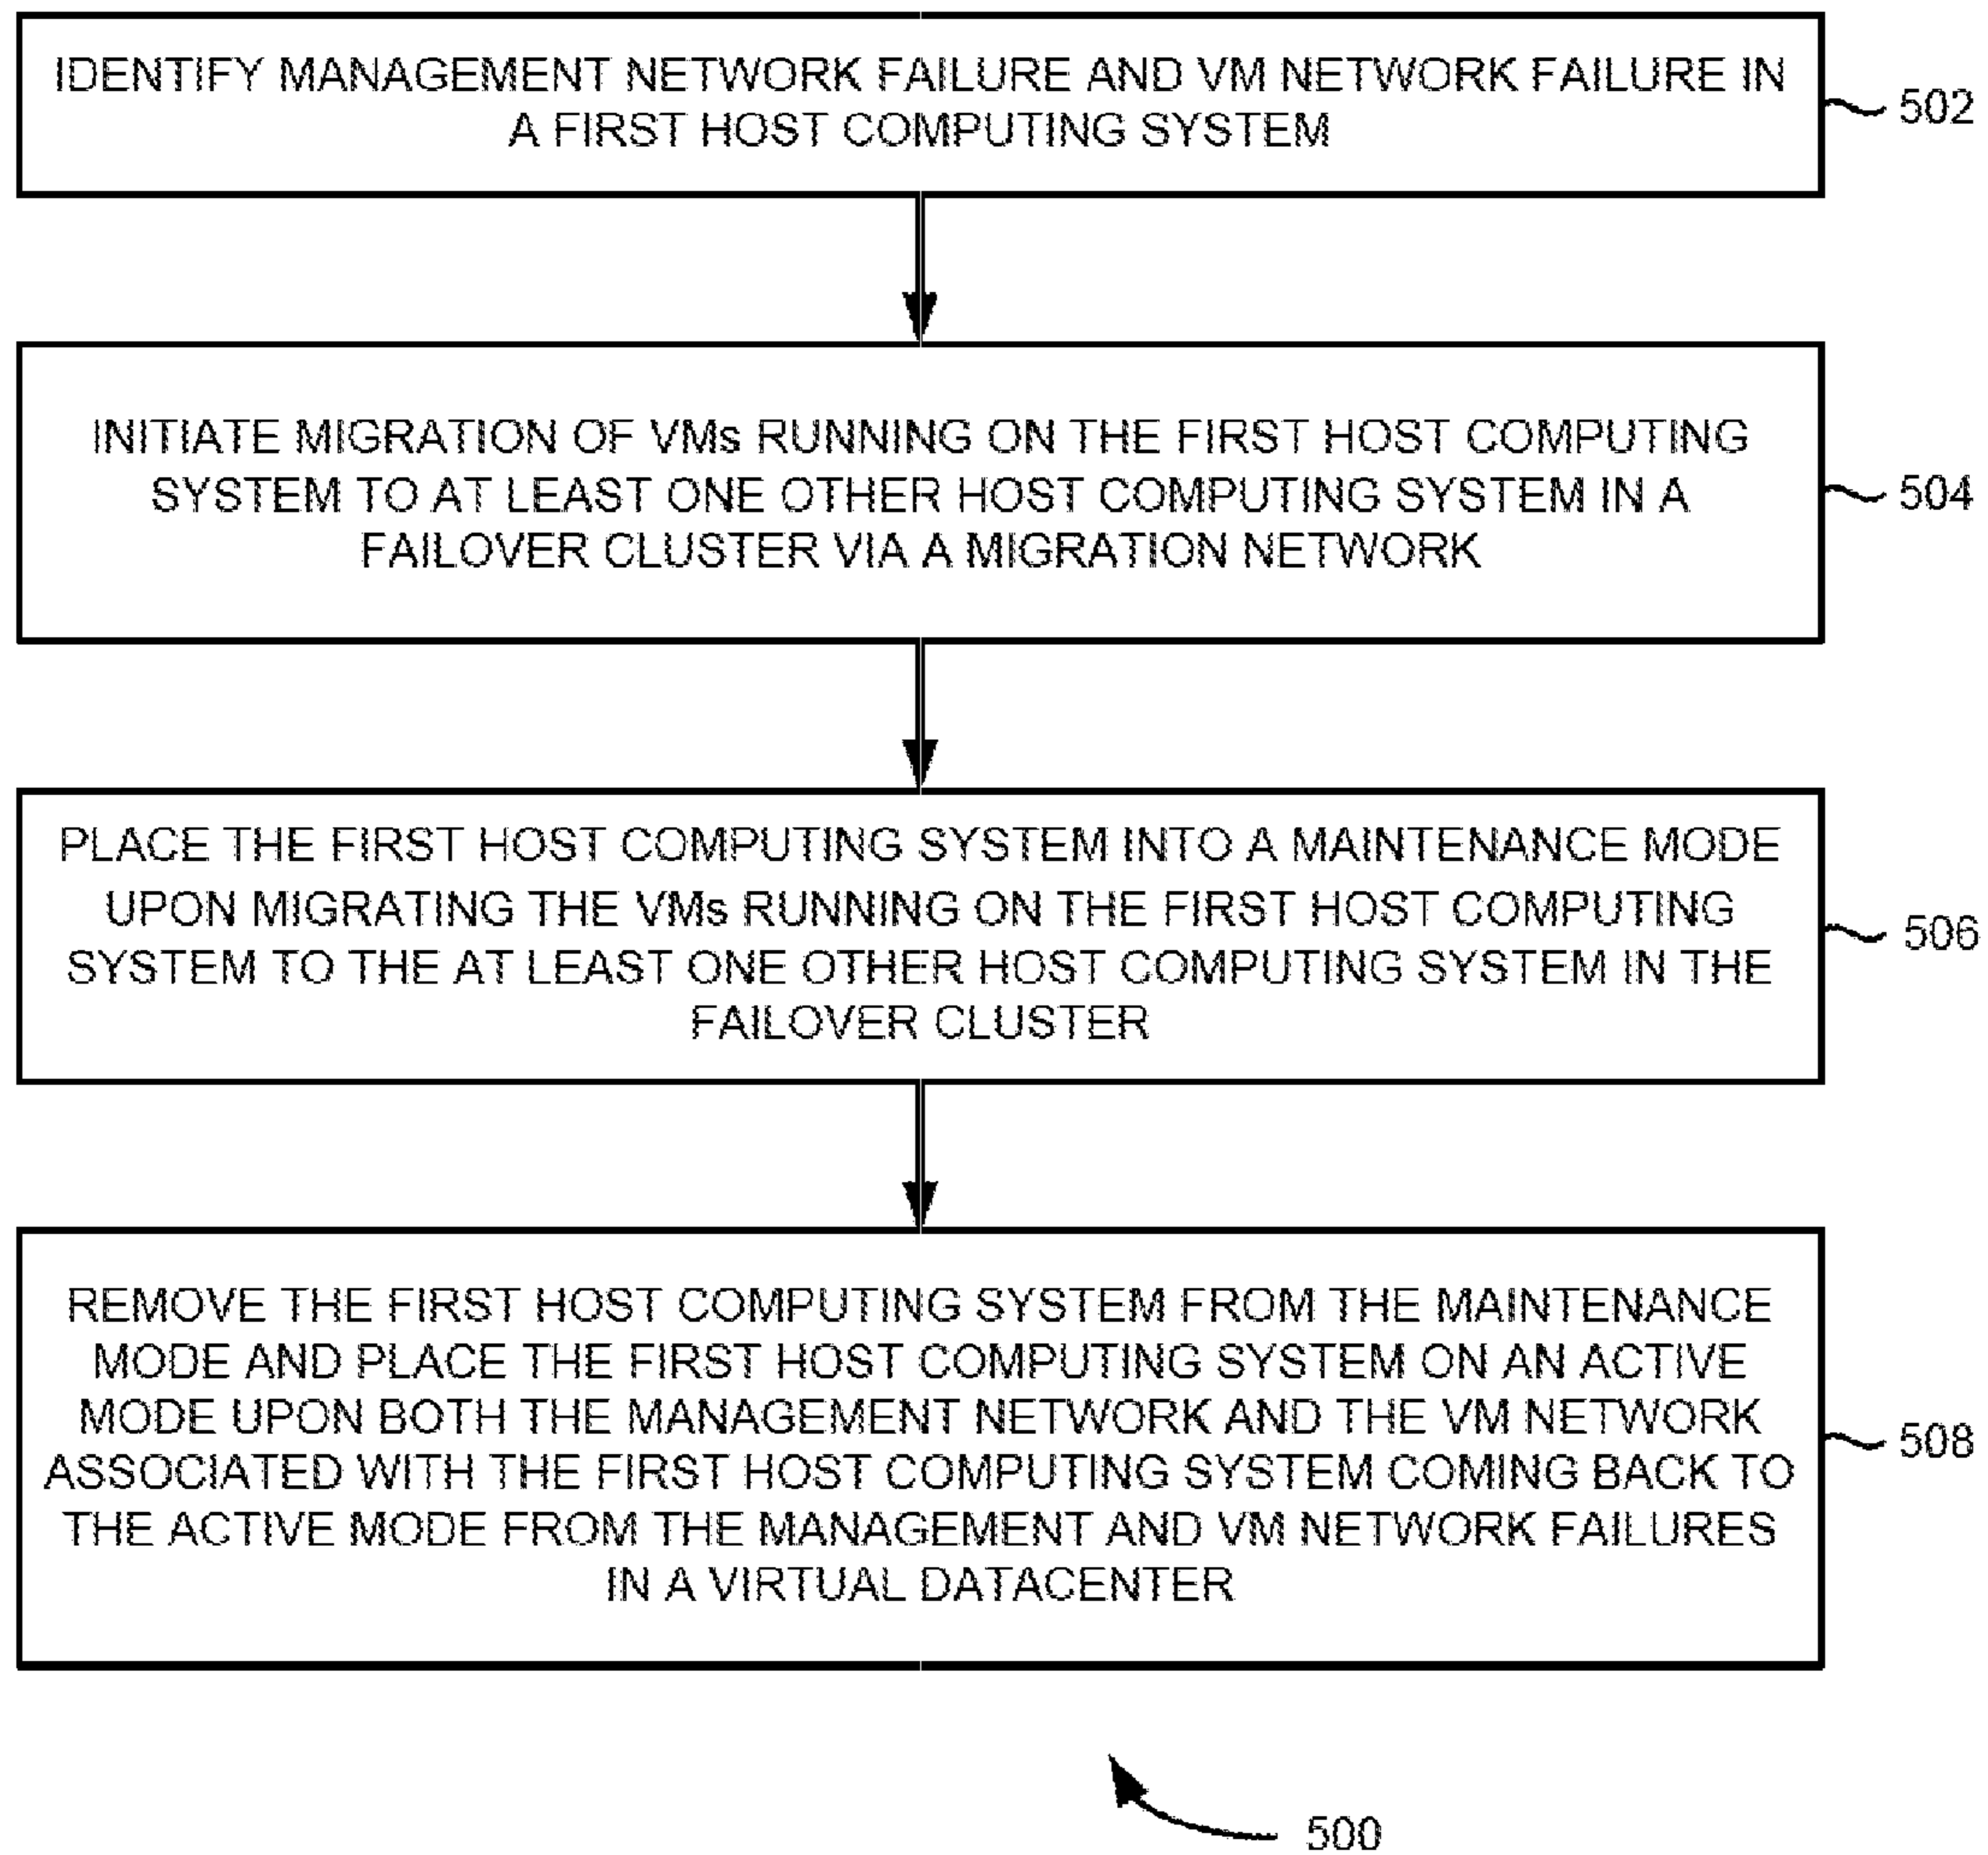 IDENTIFY MANAGEMENT NETWORK FAILURE AND VM NETWORK FAILURE IN
A FIRST HOST COMPUTING SYSTEM
502
INITIATE MIGRATION OF VMs RUNNING ON THE FIRST HOST COMPUTING
SYSTEM TO AT LEAST ONE OTHER HOST COMPUTING SYSTEM IN A
FAILOVER CLUSTER VIA A MIGRATION NETWORK
504
PLACE THE FIRST HOST COMPUTING SYSTEM INTO A MAINTENANCE MODE
UPON MIGRATING THE VMs RUNNING ON THE FIRST HOST COMPUTING
SYSTEM TO THE AT LEAST ONE OTHER HOST COMPUTING SYSTEM IN THE
FAILOVER CLUSTER
506
REMOVE THE FIRST HOST COMPUTING SYSTEM FROM THE MAINTENANCE
MODE AND PLACE THE FIRST HOST COMPUTING SYSTEM ON AN ACTIVE
MODE UPON BOTH THE MANAGEMENT NETWORK AND THE VM NETWORK
ASSOCIATED WITH THE FIRST HOST COMPUTING SYSTEM COMING BACK TO
THE ACTIVE MODE FROM THE MANAGEMENT AND VM NETWORK FAILURES
IN A VIRTUAL DATACENTER
508
500